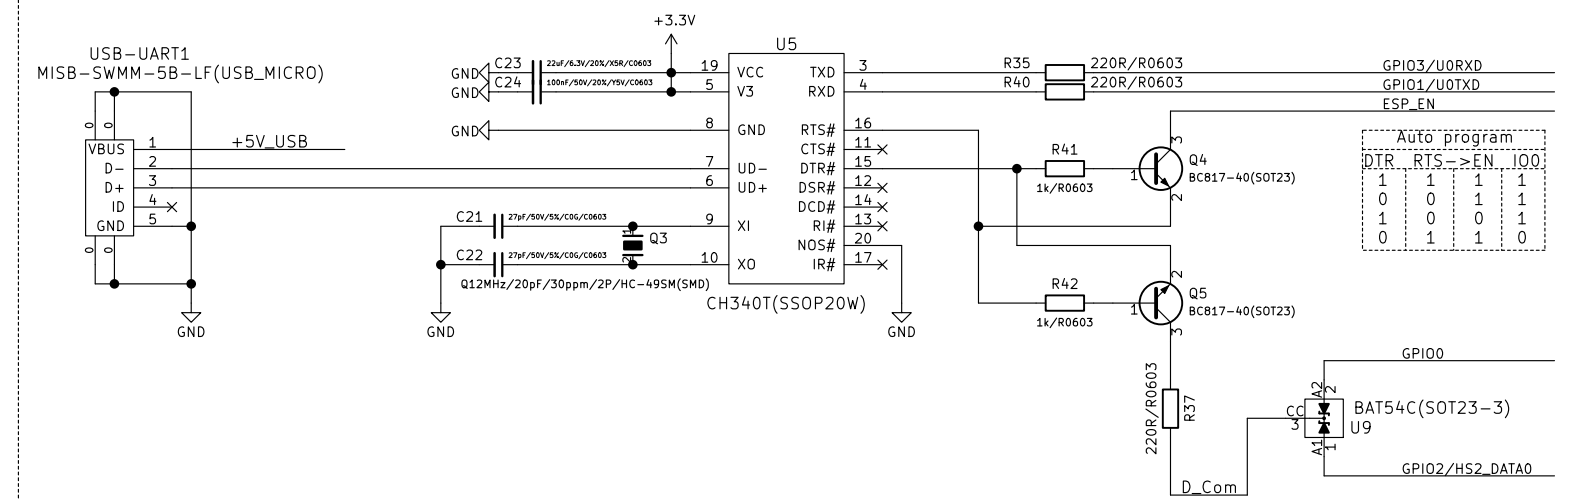 USB-UART1
MISB-SWMM-5B-LF(USB_MICRO)
0 0
VBUS 1 +5V_USB
D- 2
D+ 3
ID 4
GND 5
0 0
GND
+3.3V
GND C23 22uF/6.3V/20%/X5R/C0603
GND C24 100nF/50V/20%/Y5V/C0603
GND
C21 27pF/50V/5%/C0G/C0603
C22 27pF/50V/5%/C0G/C0603
1 Q3
2
Q12MHz/20pF/30ppm/2P/HC-49SM(SMD)
GND
U5
19 VCC TXD 3
5 V3 RXD 4
8 GND RTS# 16
CTS# 11
7 UD- DTR# 15
6 UD+ DSR# 12
DCD# 14
9 XI RI# 13
NOS# 20
10 XO IR# 17
CH340T(SSOP20W)
GND
R35 220R/R0603 GPIO3/U0RXD
R40 220R/R0603 GPIO1/U0TXD
ESP_EN
R41
1k/R0603
3
1
2
Q4
BC817-40(SOT23)
R42
1k/R0603
2
1
3
Q5
BC817-40(SOT23)
Auto program
DTR RTS->EN IO0
1 1 1 1
0 0 1 1
1 0 0 1
0 1 1 0
220R/R0603
R37
D_Com
GPIO0
A2 2
CC
3
BAT54C(SOT23-3)
U9
A1 1
GPIO2/HS2_DATA0